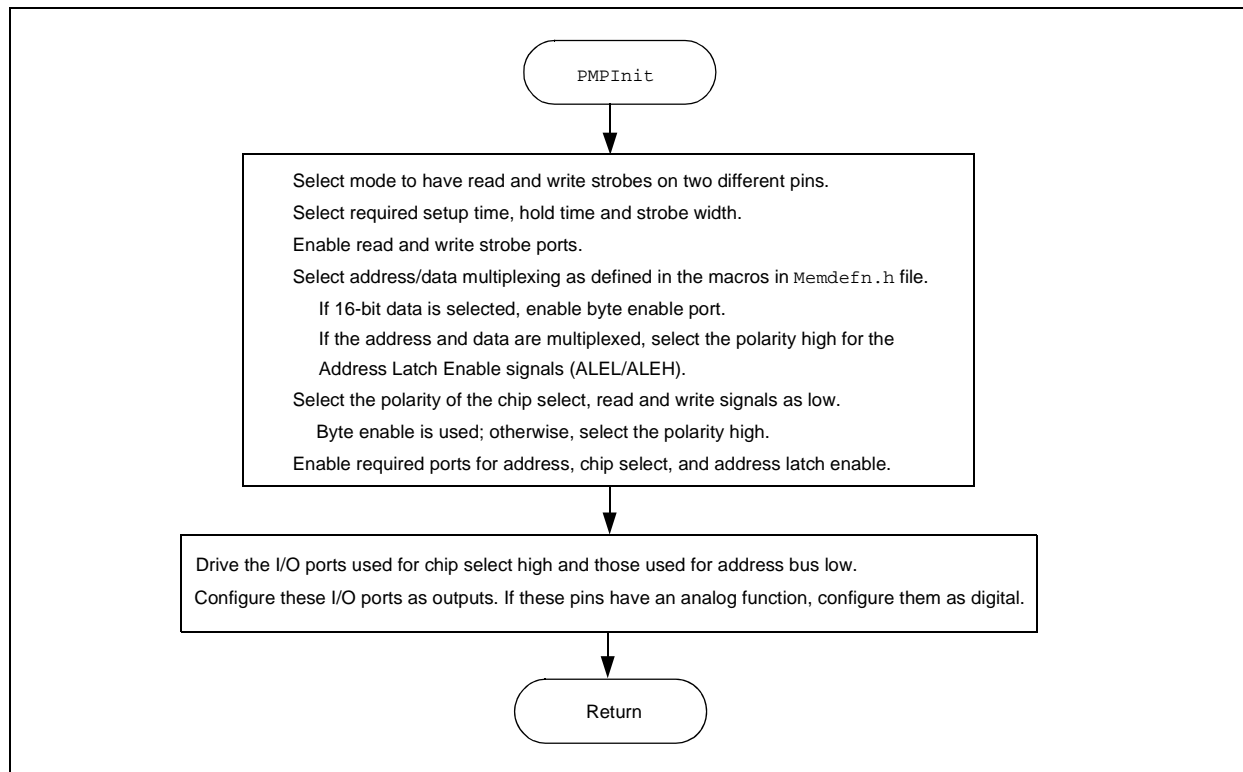 PMPInit
Select mode to have read and write strobes on two different pins.
Select required setup time, hold time and strobe width.
Enable read and write strobe ports.
Select address/data multiplexing as defined in the macros in Memdefn.h file.
If 16-bit data is selected, enable byte enable port.
If the address and data are multiplexed, select the polarity high for the
Address Latch Enable signals (ALEL/ALEH).
Select the polarity of the chip select, read and write signals as low.
Byte enable is used; otherwise, select the polarity high.
Enable required ports for address, chip select, and address latch enable.
Drive the I/O ports used for chip select high and those used for address bus low.
Configure these I/O ports as outputs. If these pins have an analog function, configure them as digital.
Return